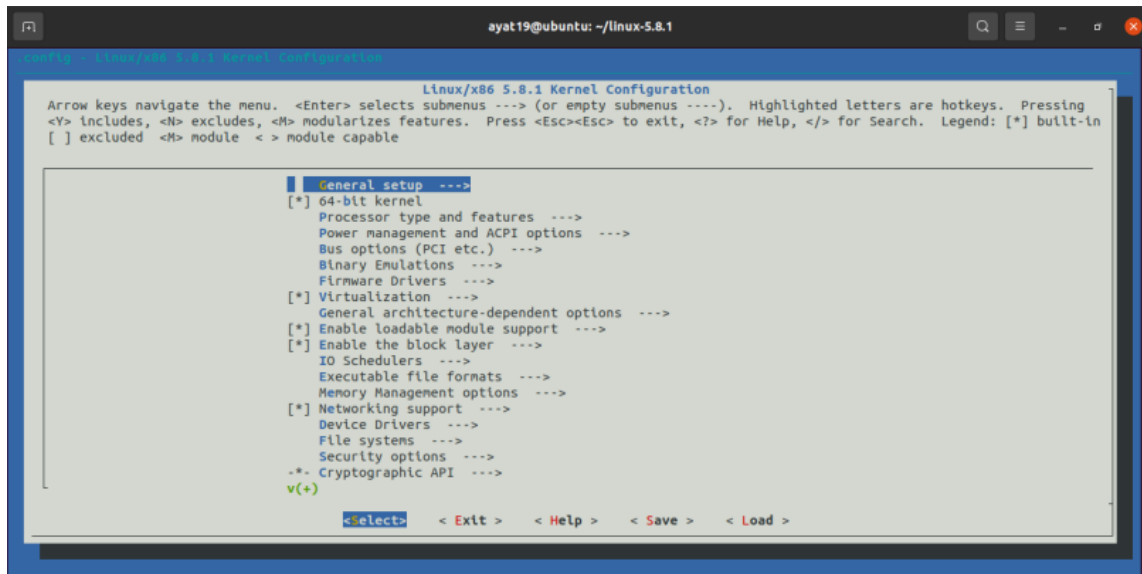 ayat19@ubuntu: ~/linux-5.8.1
.config - Linux/x86 5.8.1 Kernel Configuration
Linux/x86 5.8.1 Kernel Configuration
Arrow keys navigate the menu.  <Enter> selects submenus ---> (or empty submenus ----).  Highlighted letters are hotkeys.  Pressing
<Y> includes, <N> excludes, <M> modularizes features.  Press <Esc><Esc> to exit, <?> for Help, </> for Search.  Legend: [*] built-in
[ ] excluded  <M> module  < > module capable
General setup  --->
[*] 64-bit kernel
Processor type and features  --->
Power management and ACPI options  --->
Bus options (PCI etc.)  --->
Binary Emulations  --->
Firmware Drivers  --->
[*] Virtualization  --->
General architecture-dependent options  --->
[*] Enable loadable module support  --->
[*] Enable the block layer  --->
IO Schedulers  --->
Executable file formats  --->
Memory Management options  --->
[*] Networking support  --->
Device Drivers  --->
File systems  --->
Security options  --->
-*- Cryptographic API  --->
v(+)
<Select>    < Exit >    < Help >    < Save >    < Load >